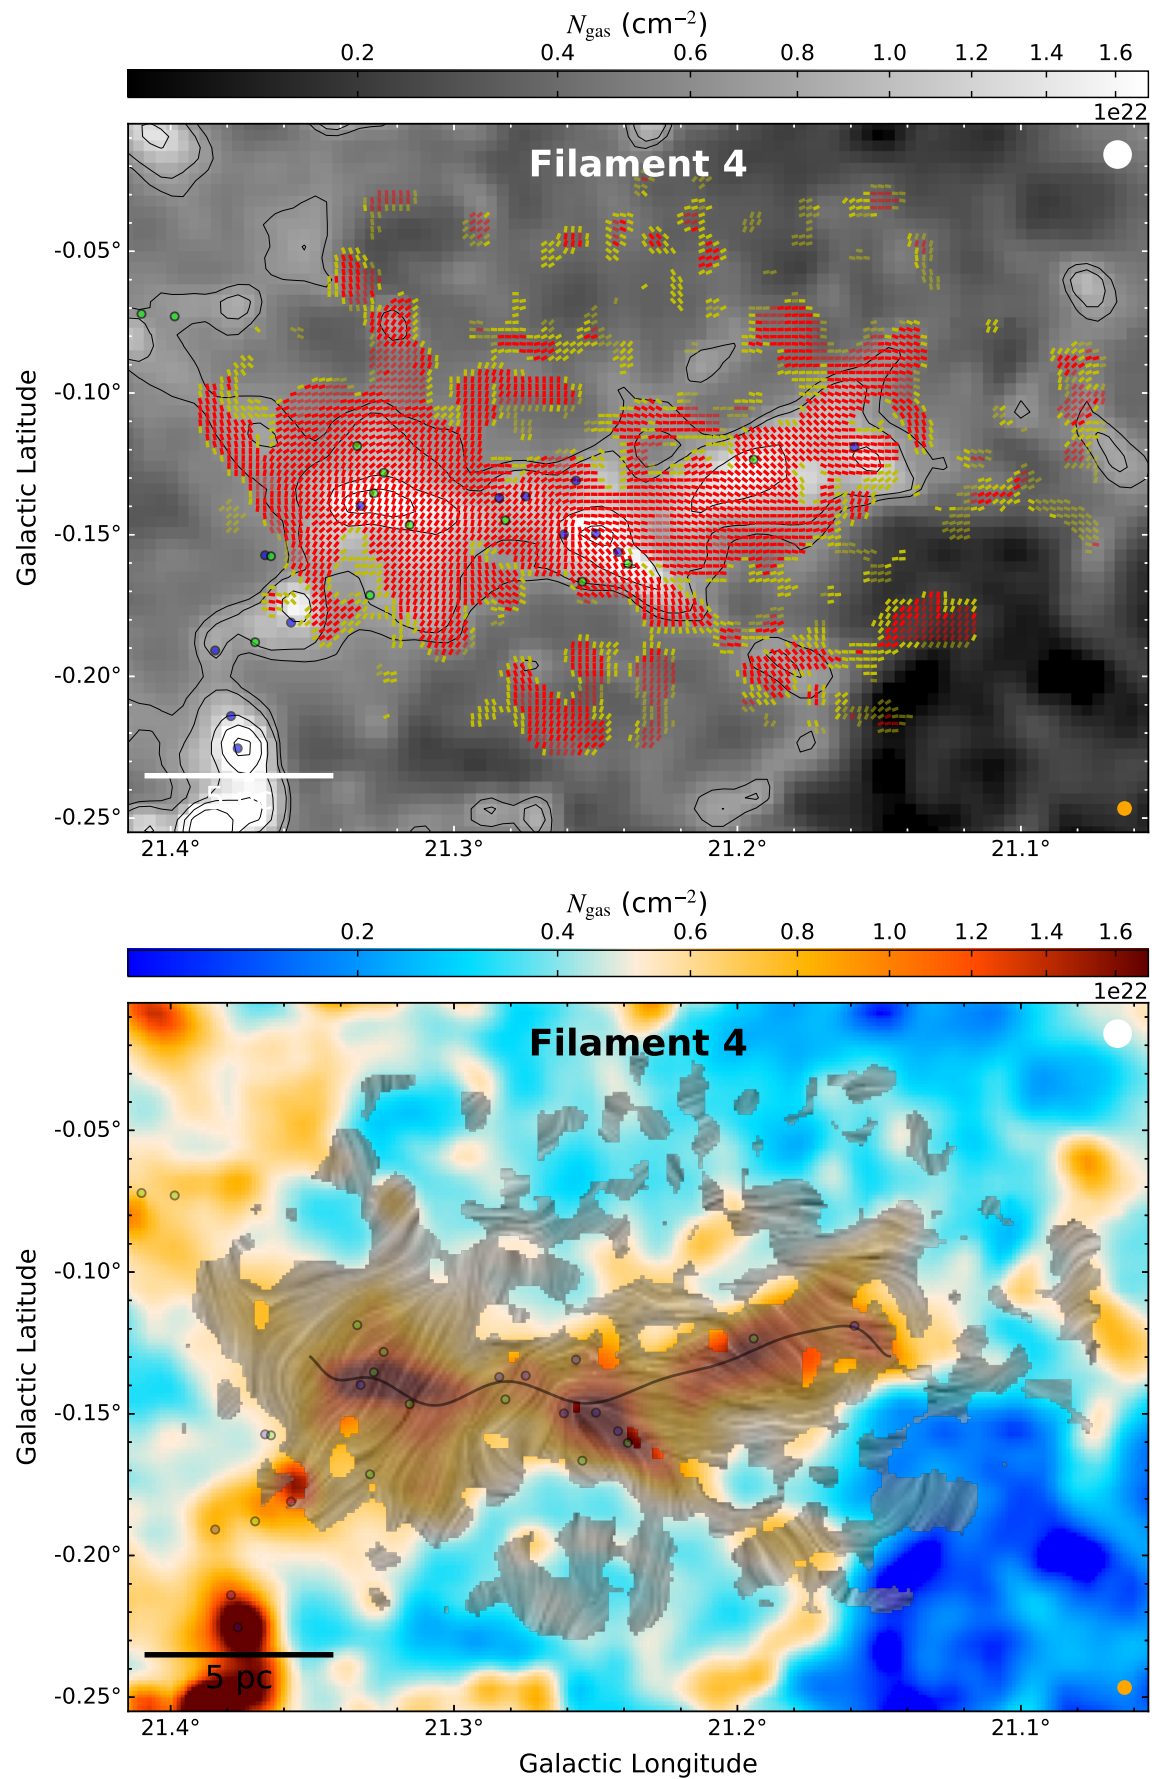 N_gas (cm⁻²)
0.2 0.4 0.6 0.8 1.0 1.2 1.4 1.6
1e22
Filament 4
Galactic Latitude
-0.05°
-0.10°
-0.15°
-0.20°
-0.25°
21.4° 21.3° 21.2° 21.1°
N_gas (cm⁻²)
0.2 0.4 0.6 0.8 1.0 1.2 1.4 1.6
1e22
Filament 4
Galactic Latitude
-0.05°
-0.10°
-0.15°
-0.20°
-0.25°
5 pc
21.4° 21.3° 21.2° 21.1°
Galactic Longitude